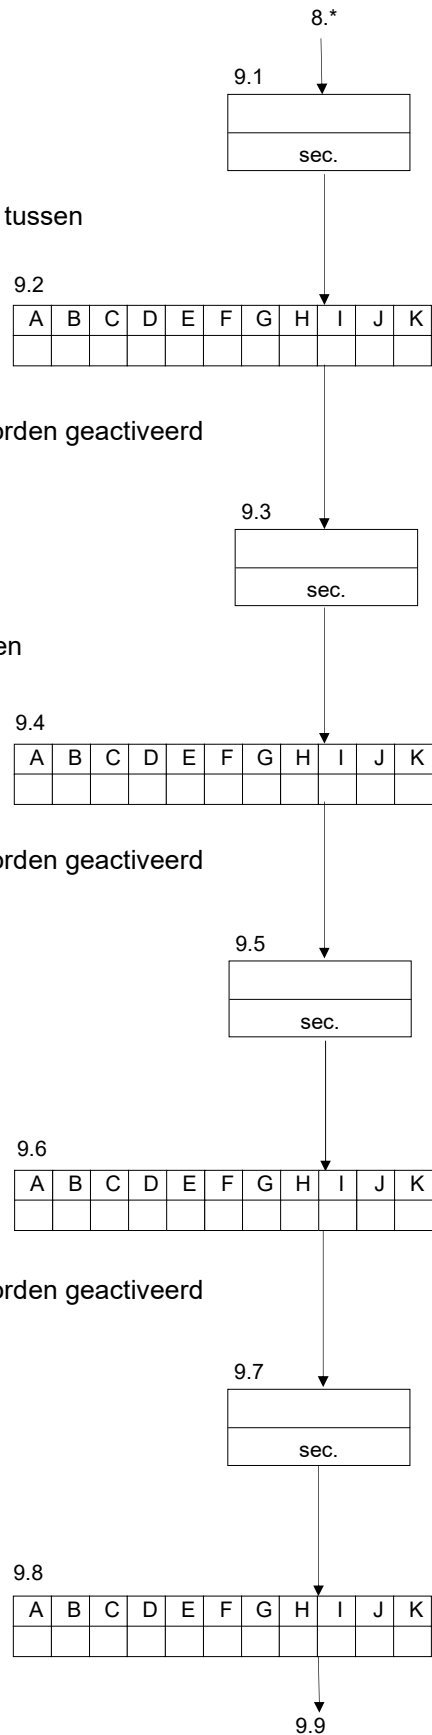 8.*
9.1
sec.
tussen
9.2
A B C D E F G H I J K
orden geactiveerd
9.3
sec.
en
9.4
A B C D E F G H I J K
orden geactiveerd
9.5
sec.
9.6
A B C D E F G H I J K
orden geactiveerd
9.7
sec.
9.8
A B C D E F G H I J K
9.9